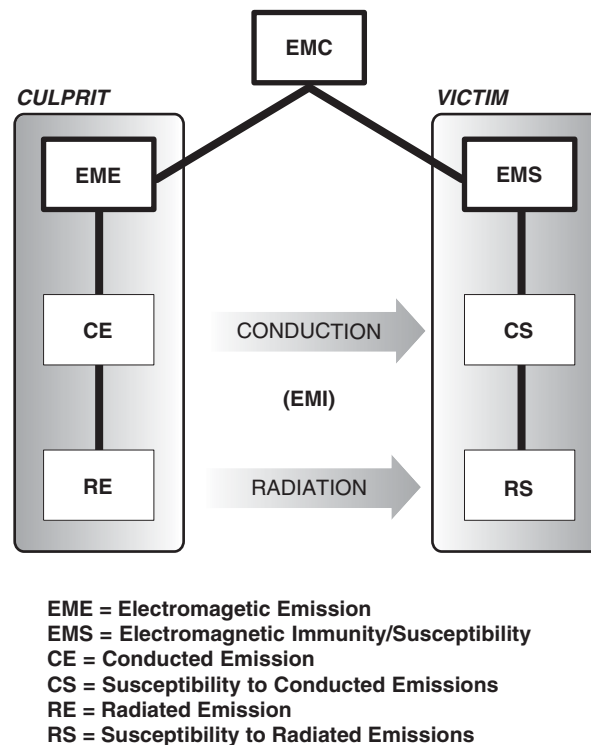 EMC
CULPRIT
VICTIM
EME
EMS
CE
CONDUCTION
CS
(EMI)
RE
RADIATION
RS
EME = Electromagetic Emission
EMS = Electromagnetic Immunity/Susceptibility
CE = Conducted Emission
CS = Susceptibility to Conducted Emissions
RE = Radiated Emission
RS = Susceptibility to Radiated Emissions